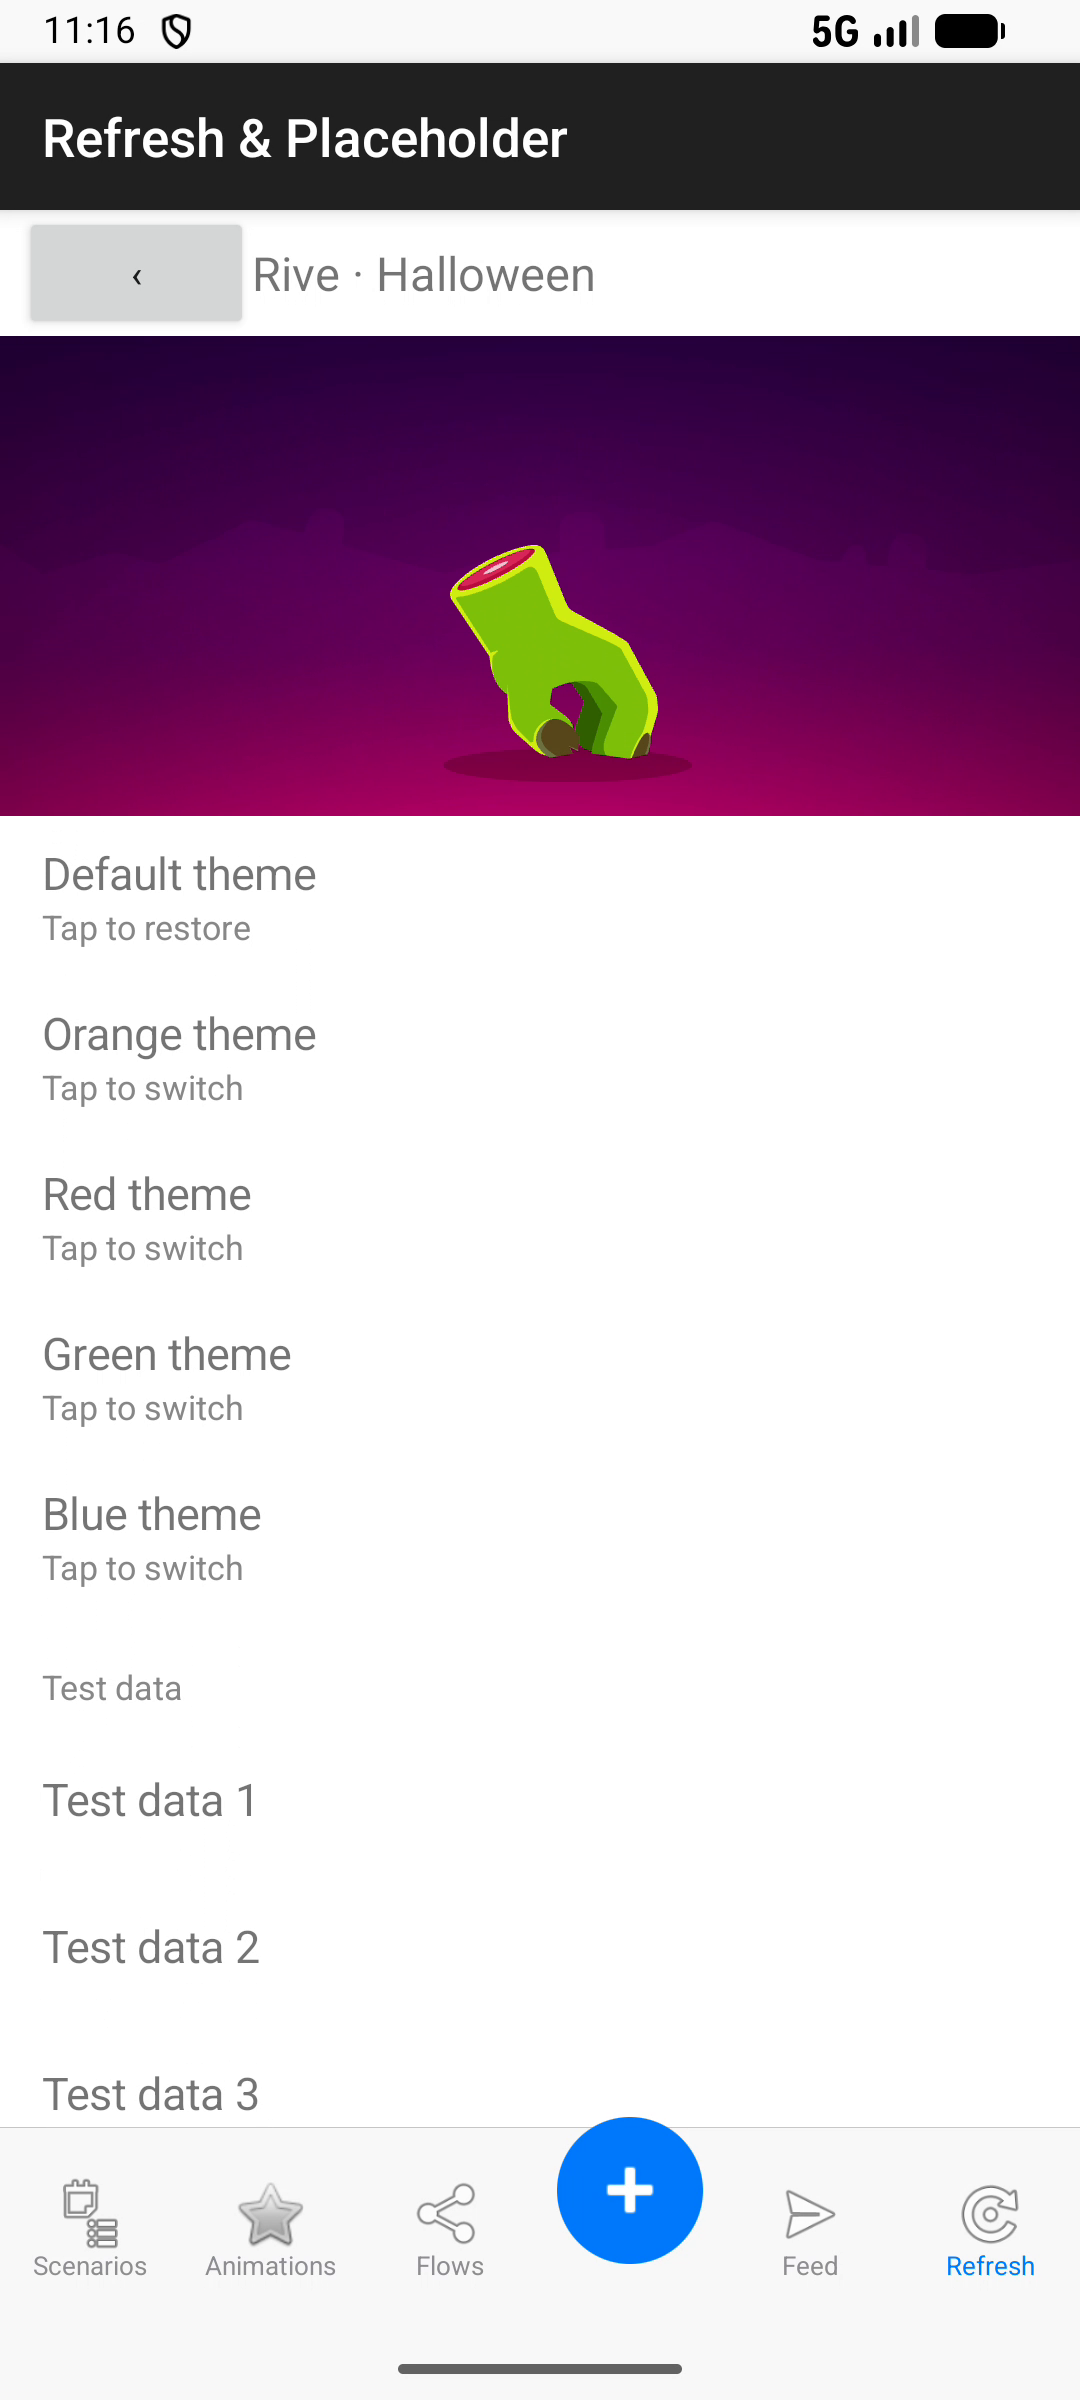 11:16
5G
Refresh & Placeholder
‹
Rive · Halloween
Default theme
Tap to restore
Orange theme
Tap to switch
Red theme
Tap to switch
Green theme
Tap to switch
Blue theme
Tap to switch
Test data
Test data 1
Test data 2
Test data 3
Scenarios
Animations
Flows
Feed
Refresh